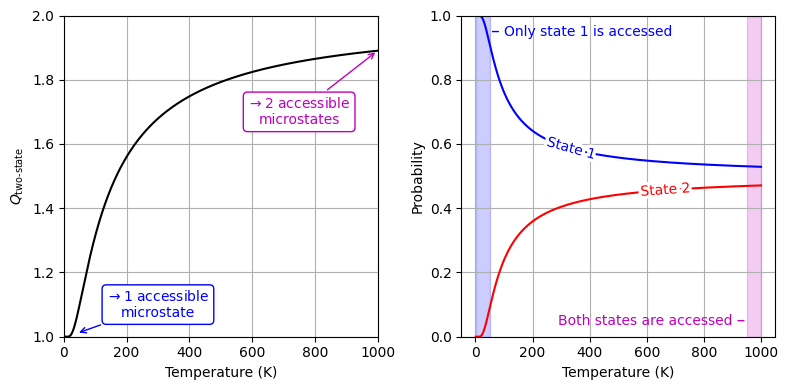 2.0
1.8
1.6
1.4
1.2
1.0
Q two-state
→ 2 accessible
microstates
→ 1 accessible
microstate
0 200 400 600 800 1000
Temperature (K)
1.0
0.8
0.6
0.4
0.2
0.0
Probability
Only state 1 is accessed
State 1
State 2
Both states are accessed
0 200 400 600 800 1000
Temperature (K)